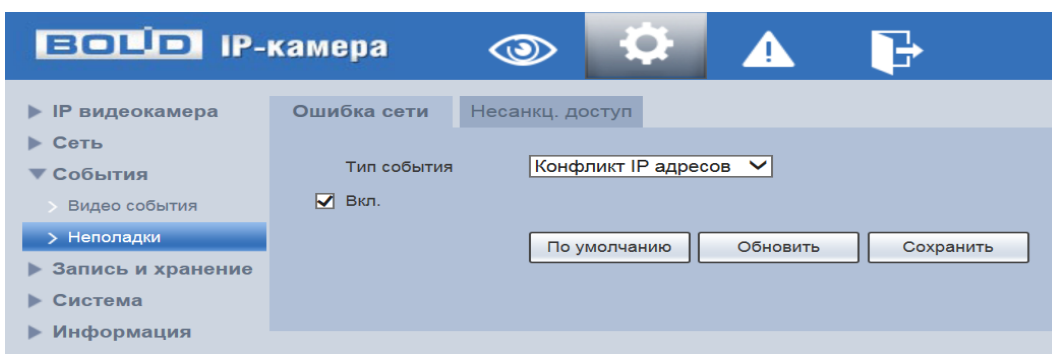 BOLID IP-камера
IP видеокамера
Сеть
События
Видео события
Неполадки
Запись и хранение
Система
Информация
Ошибка сети
Несанкц. доступ
Тип события
Конфликт IP адресов
Вкл.
По умолчанию
Обновить
Сохранить